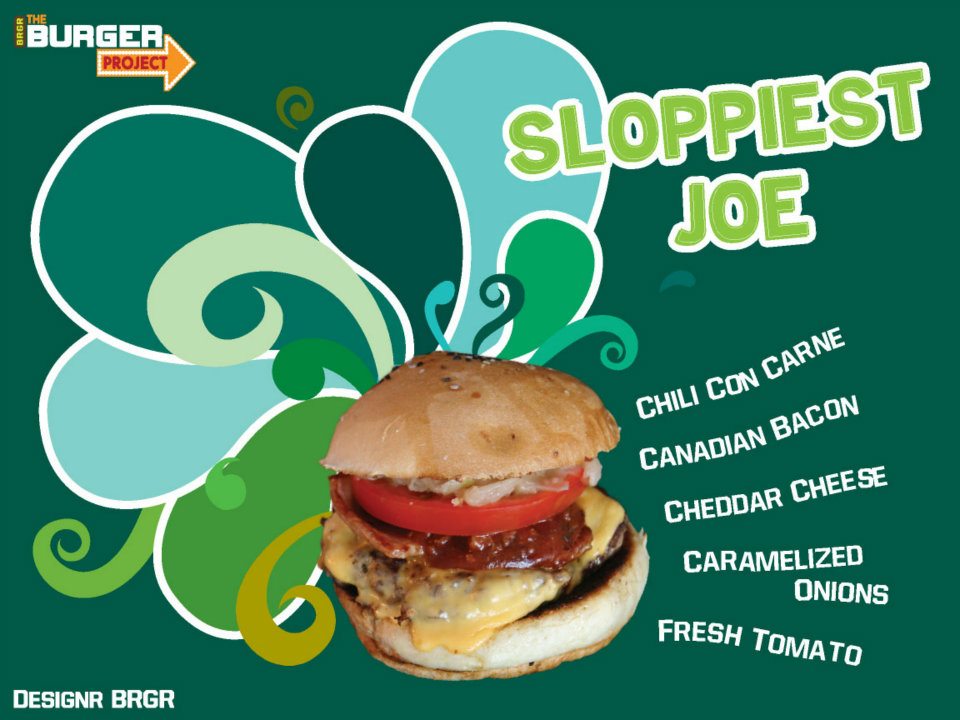 BRGR
THE
BURGER
PROJECT
SLOPPIEST
JOE
CHILI CON CARNE
CANADIAN BACON
CHEDDAR CHEESE
CARAMELIZED
ONIONS
FRESH TOMATO
DESIGNR BRGR